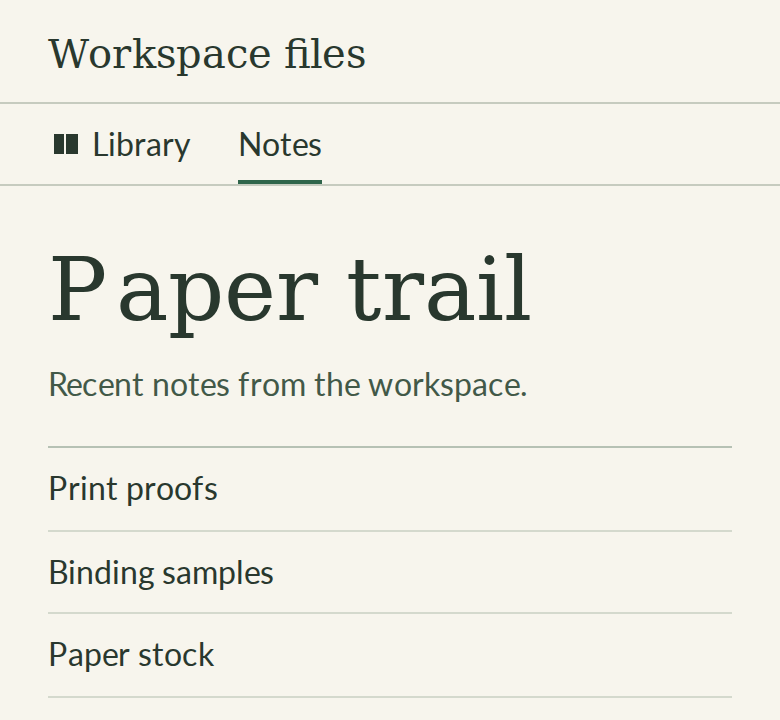 Workspace files
Library Notes
Paper trail
Recent notes from the workspace.
Print proofs
Binding samples
Paper stock